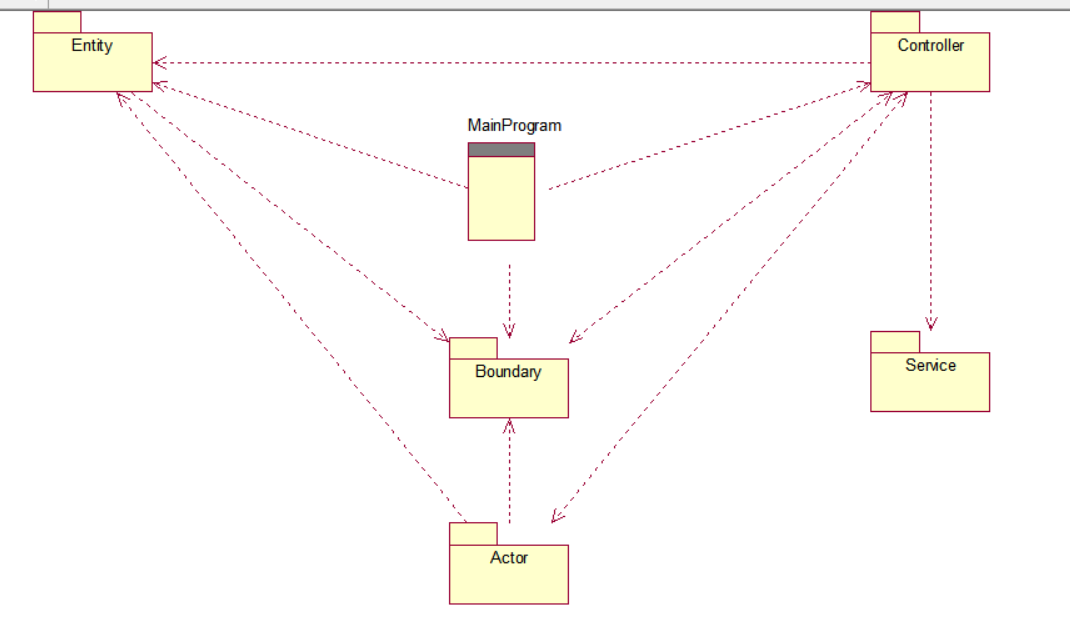 Entity
Controller
MainProgram
Boundary
Service
Actor